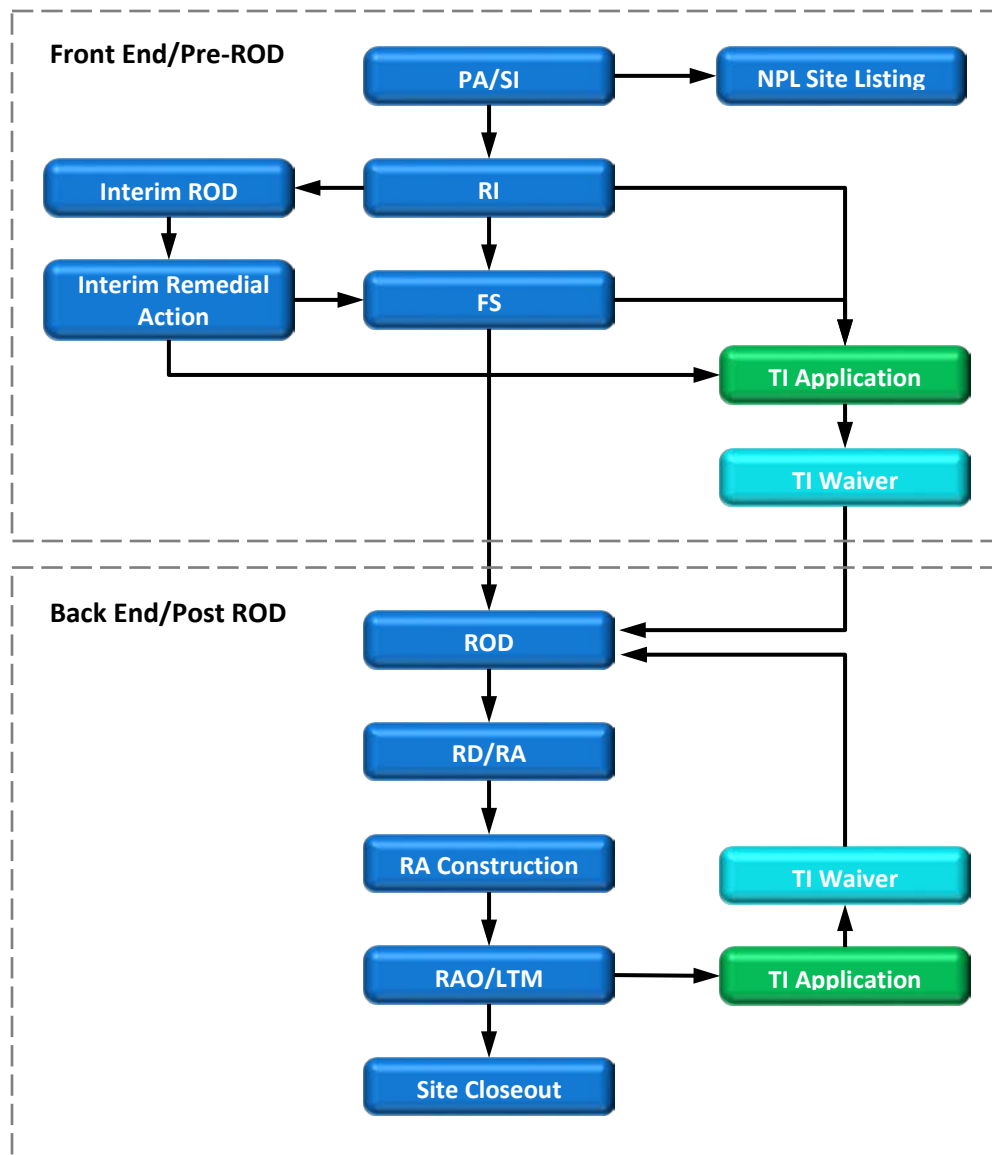 Front End/Pre-ROD
PA/SI
NPL Site Listing
Interim ROD
RI
Interim Remedial
Action
FS
TI Application
TI Waiver
Back End/Post ROD
ROD
RD/RA
RA Construction
TI Waiver
RAO/LTM
TI Application
Site Closeout